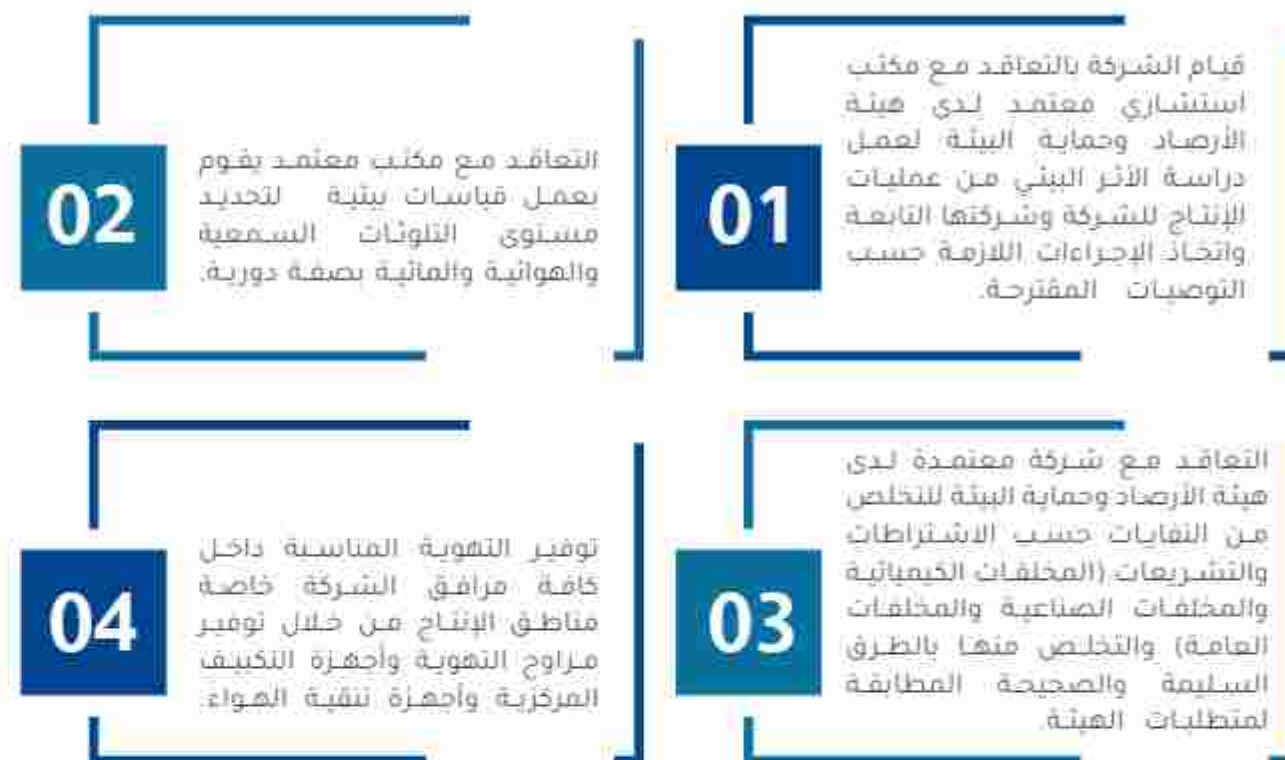 01
قيام الشركة بالتعاقد مع مكتب
استشاري معتمد لدى هيئة
الأرصاد وحماية البيئة لعمل
دراسة الأثر البيئي من عمليات
الإنتاج للشركة وشركتها التابعة
واتخاذ الإجراءات اللازمة حسب
التوصيات المقترحة.
02
التعاقد مع مكتب معتمد يقوم
بعمل قياسات بيئية لتحديد
مستوى التلوثات السمعية
والهوائية والمائية بصفة دورية.
03
التعاقد مع شركة معتمدة لدى
هيئة الأرصاد وحماية البيئة للتخلص
من النفايات حسب الاشتراطات
والتشريعات (المخلفات الكيميائية
والمخلفات الصناعية والمخلفات
العامة) والتخلص منها بالطرق
السليمة والصحيحة المطابقة
لمتطلبات الهيئة.
04
توفير التهوية المناسبة داخل
كافة مرافق الشركة خاصة
مناطق الإنتاج من خلال توفير
مراوح التهوية وأجهزة التكييف
المركزية وأجهزة تنقية الهواء.